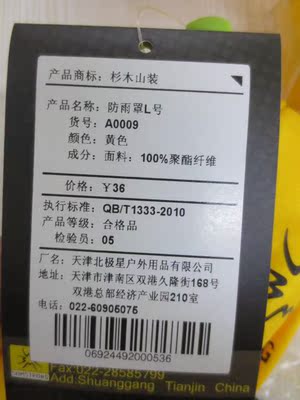 产品商标：杉木山装
产品名称：防雨罩L号
货号：A0009
颜色：黄色
成分：面料：100%聚酯纤维
价格：￥36
执行标准：QB/T1333-2010
产品等级：合格品
检验员：05
厂名：天津北极星户外用品有限公司
地址：天津市津南区双港久隆街168号
双港总部经济产业园210室
电话：022-60905075
06924492000536
Fax:022-28585799
Add:Shuanggang Tianjin China